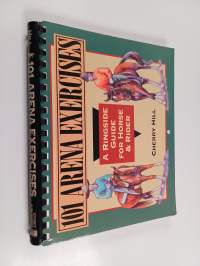 101 ARENA EXERCISES
A RINGSIDE
GUIDE
FOR HORSE
& RIDER
CHERRY HILL
101 ARENA EXERCISES